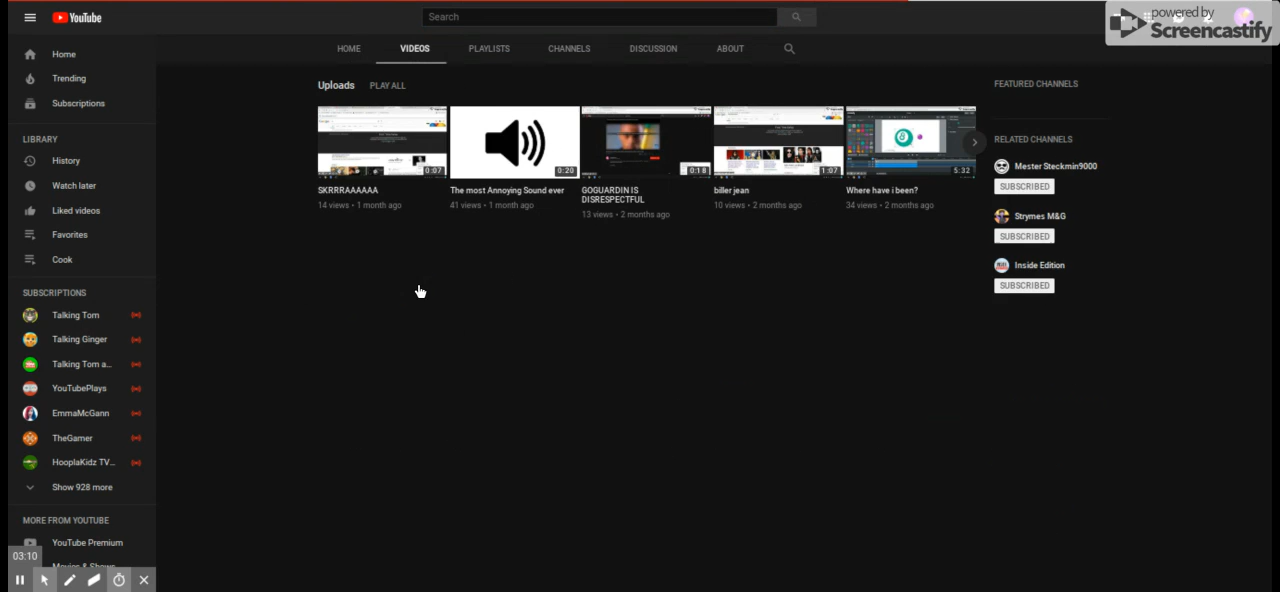 YouTube
Search
powered by
Screencastify
Home
Trending
Subscriptions
LIBRARY
History
Watch later
Liked videos
Favorites
Cook
SUBSCRIPTIONS
Talking Tom
Talking Ginger
Talking Tom a...
YouTubePlays
EmmaMcGann
TheGamer
HooplaKidz TV...
Show 928 more
MORE FROM YOUTUBE
YouTube Premium
Movies & Shows
03:10
HOME VIDEOS PLAYLISTS CHANNELS DISCUSSION ABOUT
Uploads PLAY ALL
0:07
SKRRRAAAAAA
14 views • 1 month ago
0:20
The most Annoying Sound ever
41 views • 1 month ago
0:18
GOGUARDIN IS
DISRESPECTFUL
13 views • 2 months ago
1:07
biller jean
10 views • 2 months ago
5:32
Where have i been?
34 views • 2 months ago
FEATURED CHANNELS
RELATED CHANNELS
Mester Steckmin9000
SUBSCRIBED
Strymes M&G
SUBSCRIBED
Inside Edition
SUBSCRIBED